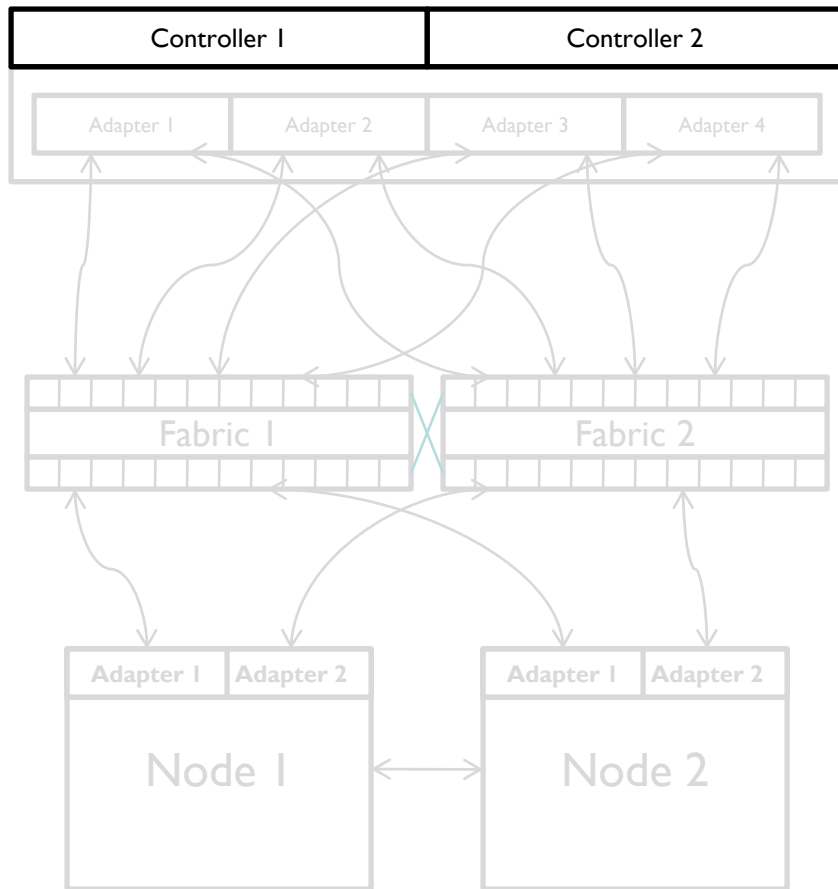 Controller 1 Controller 2
Adapter 1 Adapter 2 Adapter 3 Adapter 4
Fabric 1 Fabric 2
Adapter 1 Adapter 2 Adapter 1 Adapter 2
Node 1 Node 2